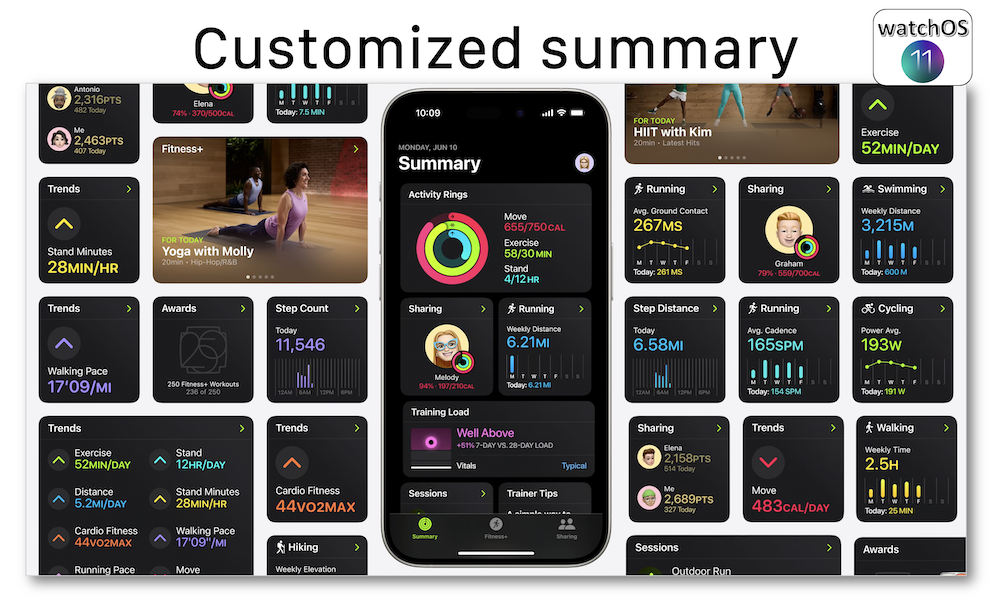 Customized summary
watchOS
11
Antonio
2,316PTS
482 Today
Me
2,463PTS
407 Today
Elena
74% · 370/500CAL
M T W T F S S
Today: 7.5 MIN
Fitness+
FOR TODAY
Yoga with Molly
20min · Hip-Hop/R&B
Trends
Stand Minutes
28MIN/HR
Trends
Walking Pace
17'09/MI
Awards
250 Fitness+ Workouts
236 of 250
Step Count
Today
11,546
12AM 6AM 12PM 6PM
Trends
Exercise
52MIN/DAY
Stand
12HR/DAY
Distance
5.2MI/DAY
Stand Minutes
28MIN/HR
Cardio Fitness
44VO2MAX
Walking Pace
17'09"/MI
Running Pace
Move
Trends
Cardio Fitness
44VO2MAX
Hiking
Weekly Elevation
10:09
MONDAY, JUN 10
Summary
Activity Rings
Move
655/750CAL
Exercise
58/30MIN
Stand
4/12HR
Sharing
Melody
94% · 197/210CAL
Running
Weekly Distance
6.21MI
M T W T F S S
Today: 6.21 MI
Training Load
Well Above
+51% 7-DAY VS. 28-DAY LOAD
Vitals
Typical
Sessions
Trainer Tips
A simple way to
Summary
Fitness+
Sharing
FOR TODAY
HIIT with Kim
20min · Latest Hits
Exercise
52MIN/DAY
Running
Avg. Ground Contact
267MS
M T W T F S S
Today: 261 MS
Sharing
Graham
79% · 559/700CAL
Swimming
Weekly Distance
3,215M
M T W T F S S
Today: 600 M
Step Distance
Today
6.58MI
12AM 6AM 12PM 6PM
Running
Avg. Cadence
165SPM
M T W T F S S
Today: 154 SPM
Cycling
Power Avg.
193W
M T W T F S S
Today: 191 W
Sharing
Elena
2,158PTS
514 Today
Me
2,689PTS
327 Today
Trends
Move
483CAL/DAY
Walking
Weekly Time
2.5H
M T W T F S S
Today: 25 MIN
Sessions
Outdoor Run
Awards